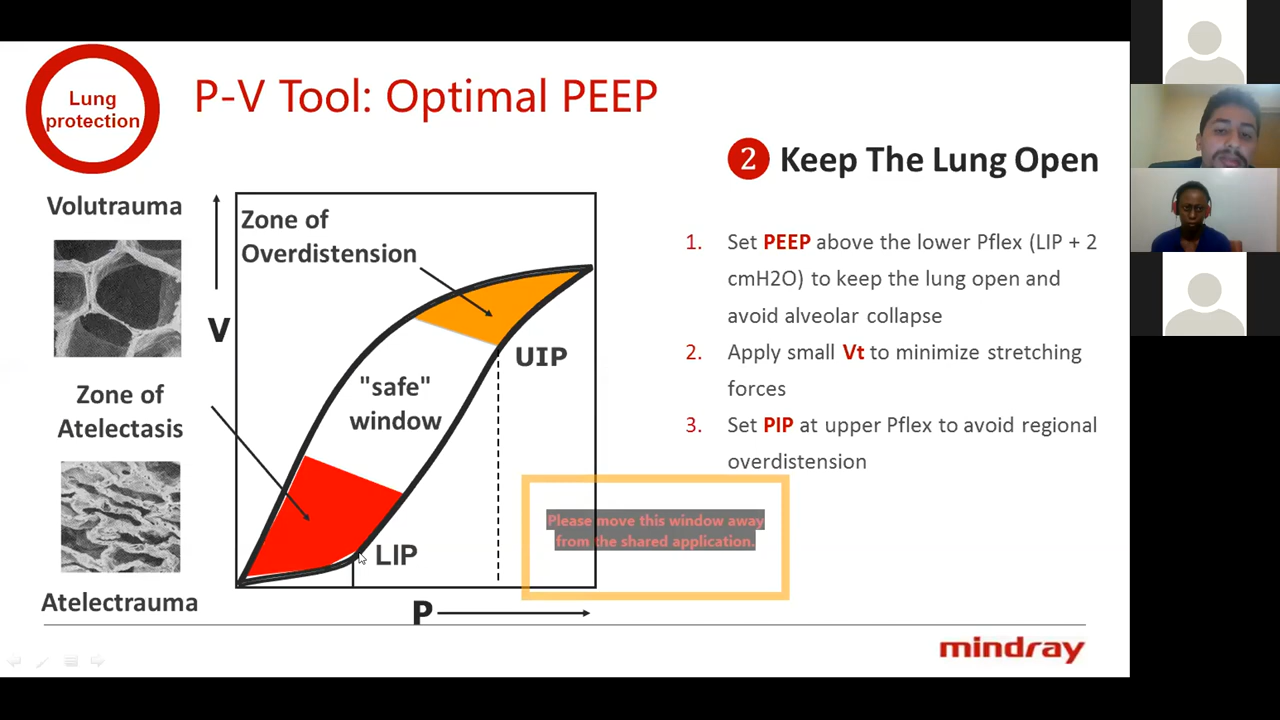 Lung
protection
P-V Tool: Optimal PEEP
2 Keep The Lung Open
Volutrauma
Zone of
Overdistension
V
UIP
"safe"
window
Zone of
Atelectasis
LIP
Atelectrauma
P
1. Set PEEP above the lower Pflex (LIP + 2
cmH2O) to keep the lung open and
avoid alveolar collapse
2. Apply small Vt to minimize stretching
forces
3. Set PIP at upper Pflex to avoid regional
overdistension
Please move this window away
from the shared application.
mindray